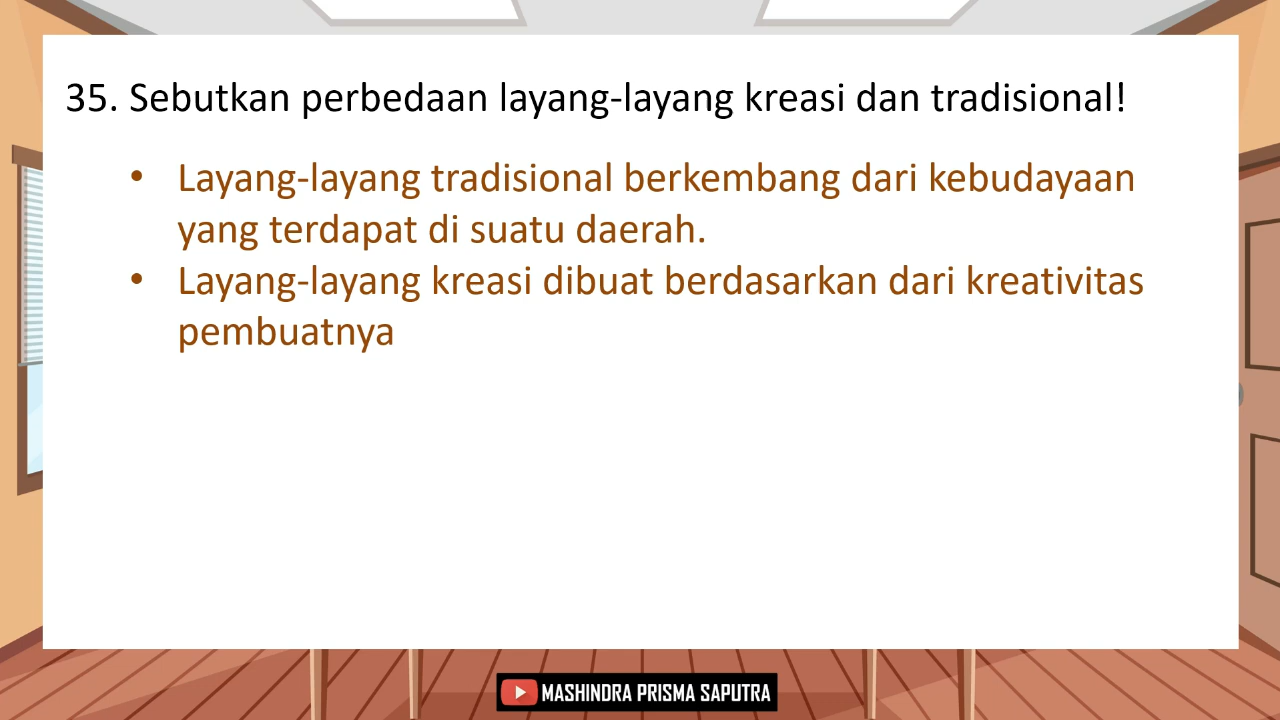 35. Sebutkan perbedaan layang-layang kreasi dan tradisional!
• Layang-layang tradisional berkembang dari kebudayaan
yang terdapat di suatu daerah.
• Layang-layang kreasi dibuat berdasarkan dari kreativitas
pembuatnya
MASHINDRA PRISMA SAPUTRA